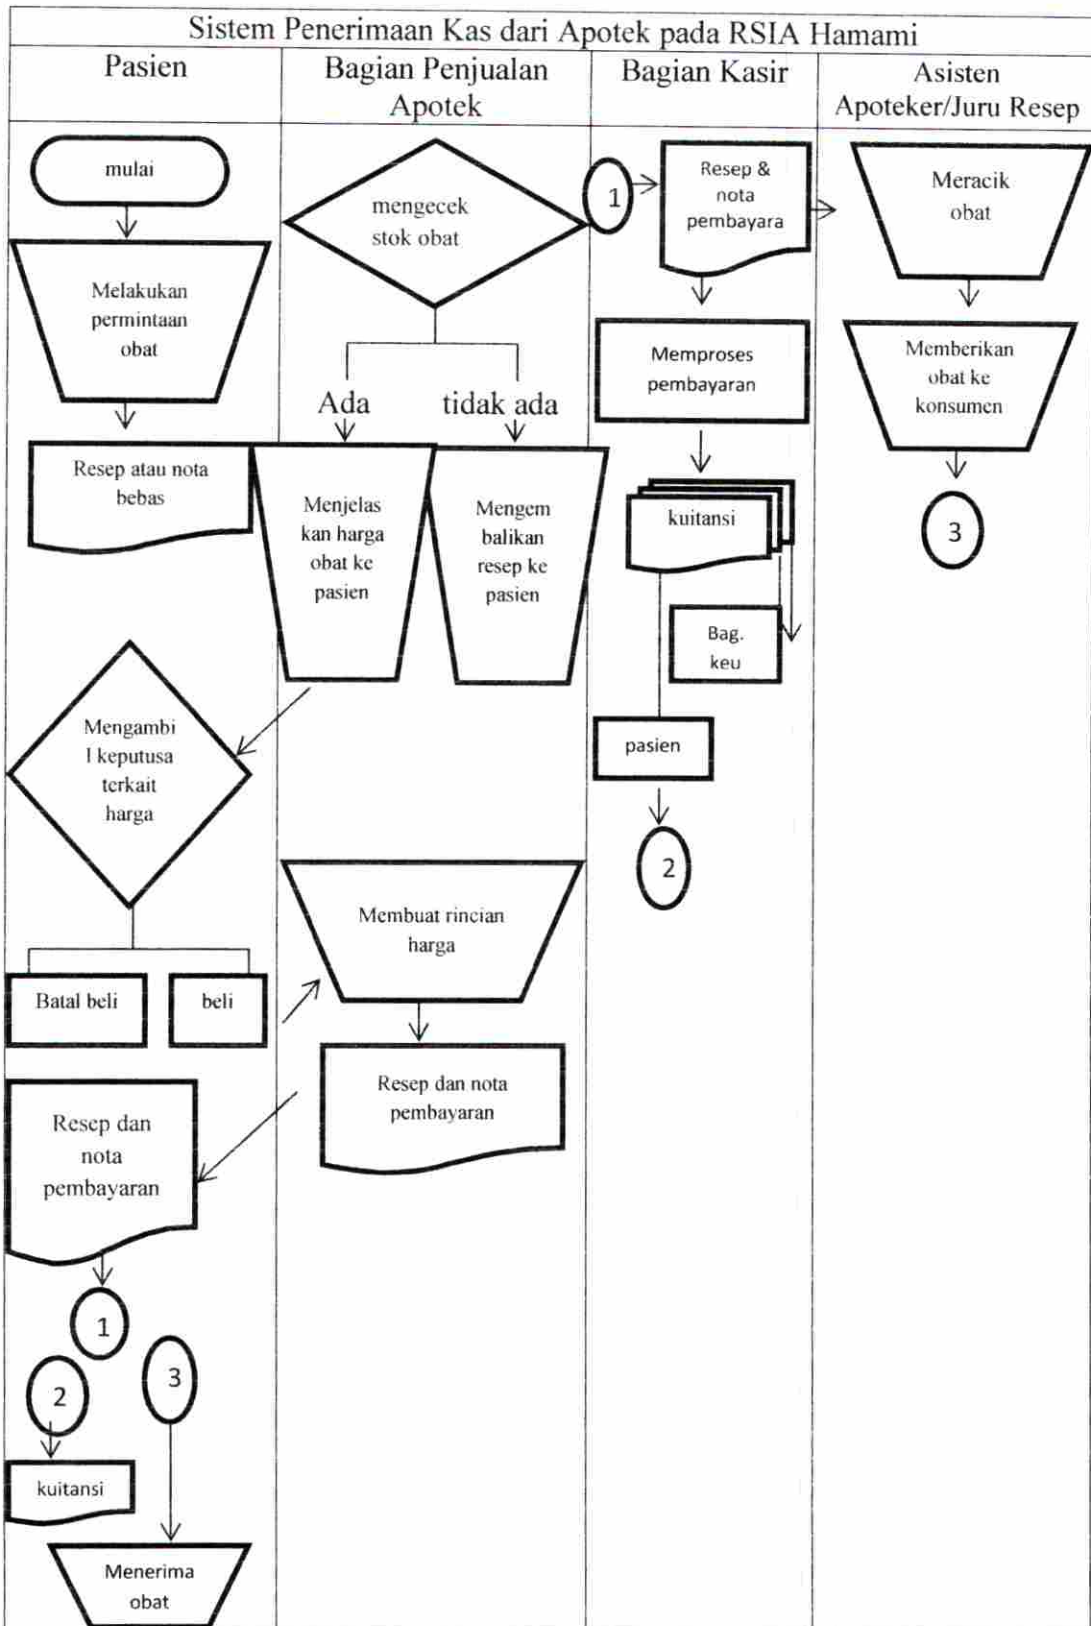 Sistem Penerimaan Kas dari Apotek pada RSIA Hamami
Pasien
Bagian Penjualan
Apotek
Bagian Kasir
Asisten
Apoteker/Juru Resep
mulai
Melakukan
permintaan
obat
Resep atau nota
bebas
Mengambi
l keputusa
terkait
harga
Batal beli
beli
Resep dan
nota
pembayaran
1
2
3
kuitansi
Menerima
obat
mengecek
stok obat
Ada
tidak ada
Menjelas
kan harga
obat ke
pasien
Mengem
balikan
resep ke
pasien
Membuat rincian
harga
Resep dan nota
pembayaran
1
Resep &
nota
pembayara
Memproses
pembayaran
kuitansi
Bag.
keu
pasien
2
Meracik
obat
Memberikan
obat ke
konsumen
3